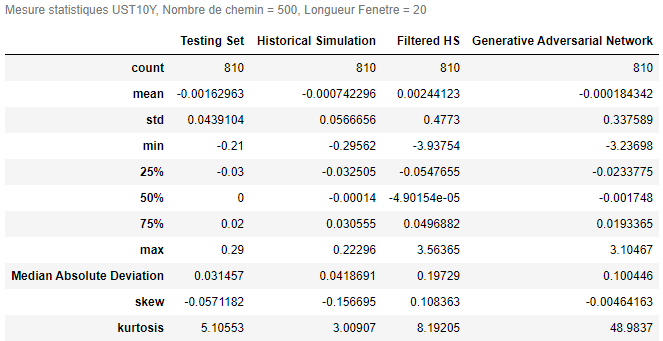 Mesure statistiques UST10Y, Nombre de chemin = 500, Longueur Fenetre = 20
Testing Set Historical Simulation Filtered HS Generative Adversarial Network
count 810 810 810 810
mean -0.00162963 -0.000742296 0.00244123 -0.000184342
std 0.0439104 0.0566656 0.4773 0.337589
min -0.21 -0.29562 -3.93754 -3.23698
25% -0.03 -0.032505 -0.0547655 -0.0233775
50% 0 -0.00014 -4.90154e-05 -0.001748
75% 0.02 0.030555 0.0496882 0.0193365
max 0.29 0.22296 3.56365 3.10467
Median Absolute Deviation 0.031457 0.0418691 0.19729 0.100446
skew -0.0571182 -0.156695 0.108363 -0.00464163
kurtosis 5.10553 3.00907 8.19205 48.9837